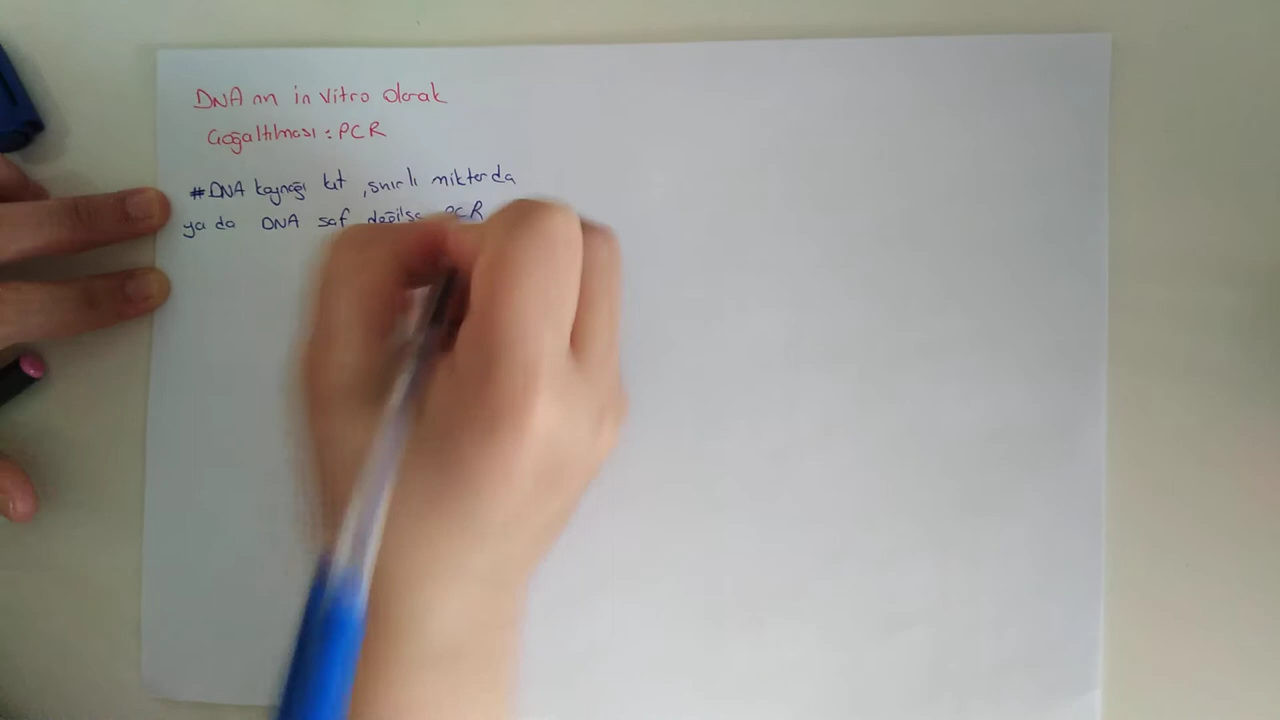 DNA nın in vitro olarak
Çoğaltılması : PCR
#DNA kaynağı kıt , sınırlı miktarda
ya da DNA saf değilse PCR